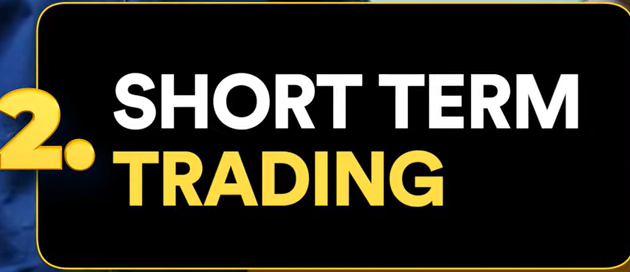 2.
SHORT TERM
TRADING